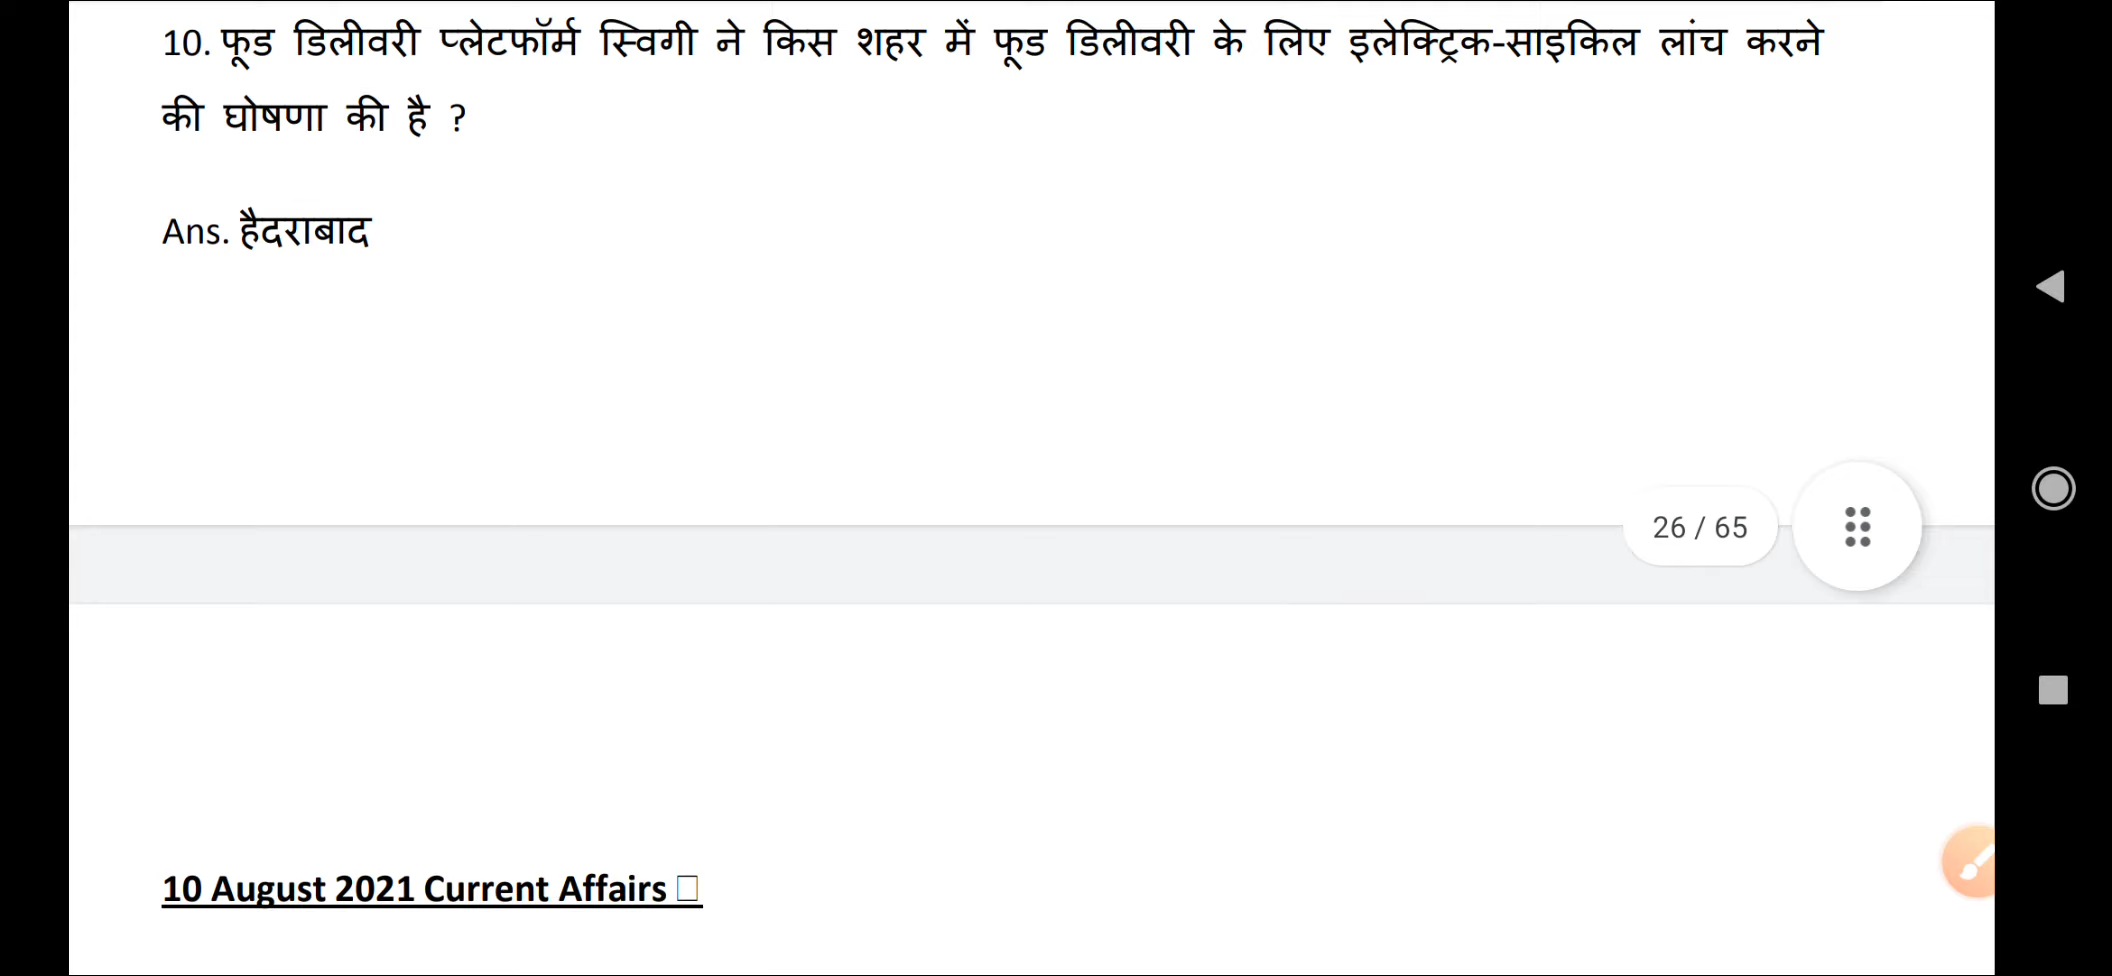 10. फूड डिलीवरी प्लेटफॉर्म स्विगी ने किस शहर में फूड डिलीवरी के लिए इलेक्ट्रिक-साइकिल लांच करने
की घोषणा की है ?
Ans. हैदराबाद
26 / 65
10 August 2021 Current Affairs